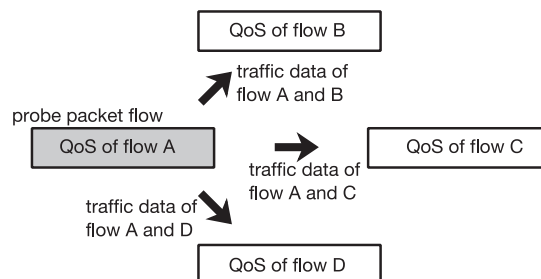 QoS of flow B
traffic data of
flow A and B
probe packet flow
QoS of flow A
QoS of flow C
traffic data of
flow A and C
traffic data of
flow A and D
QoS of flow D